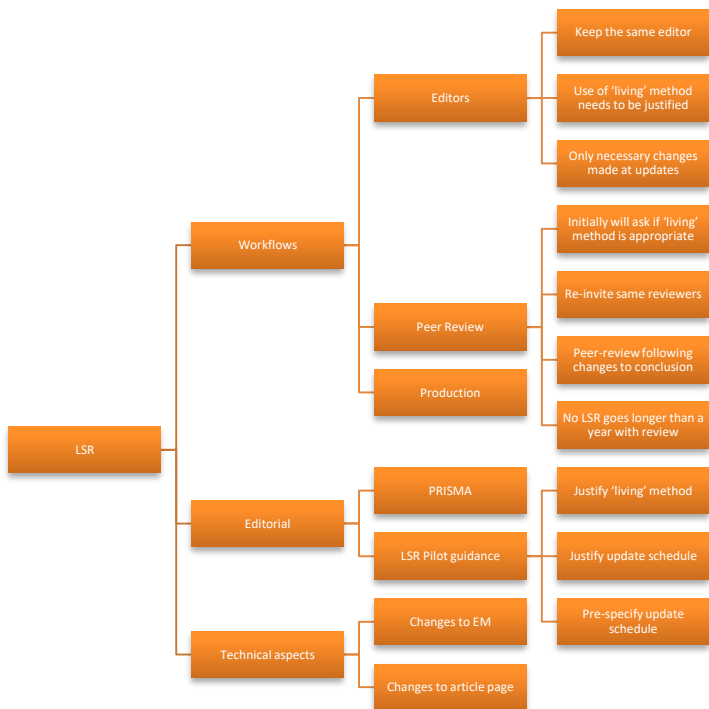 LSR
Workflows
Editors
Keep the same editor
Use of ‘living’ method
needs to be justified
Only necessary changes
made at updates
Peer Review
Initially will ask if ‘living’
method is appropriate
Re-invite same reviewers
Peer-review following
changes to conclusion
No LSR goes longer than a
year with review
Production
Editorial
PRISMA
LSR Pilot guidance
Justify ‘living’ method
Justify update schedule
Pre-specify update
schedule
Technical aspects
Changes to EM
Changes to article page